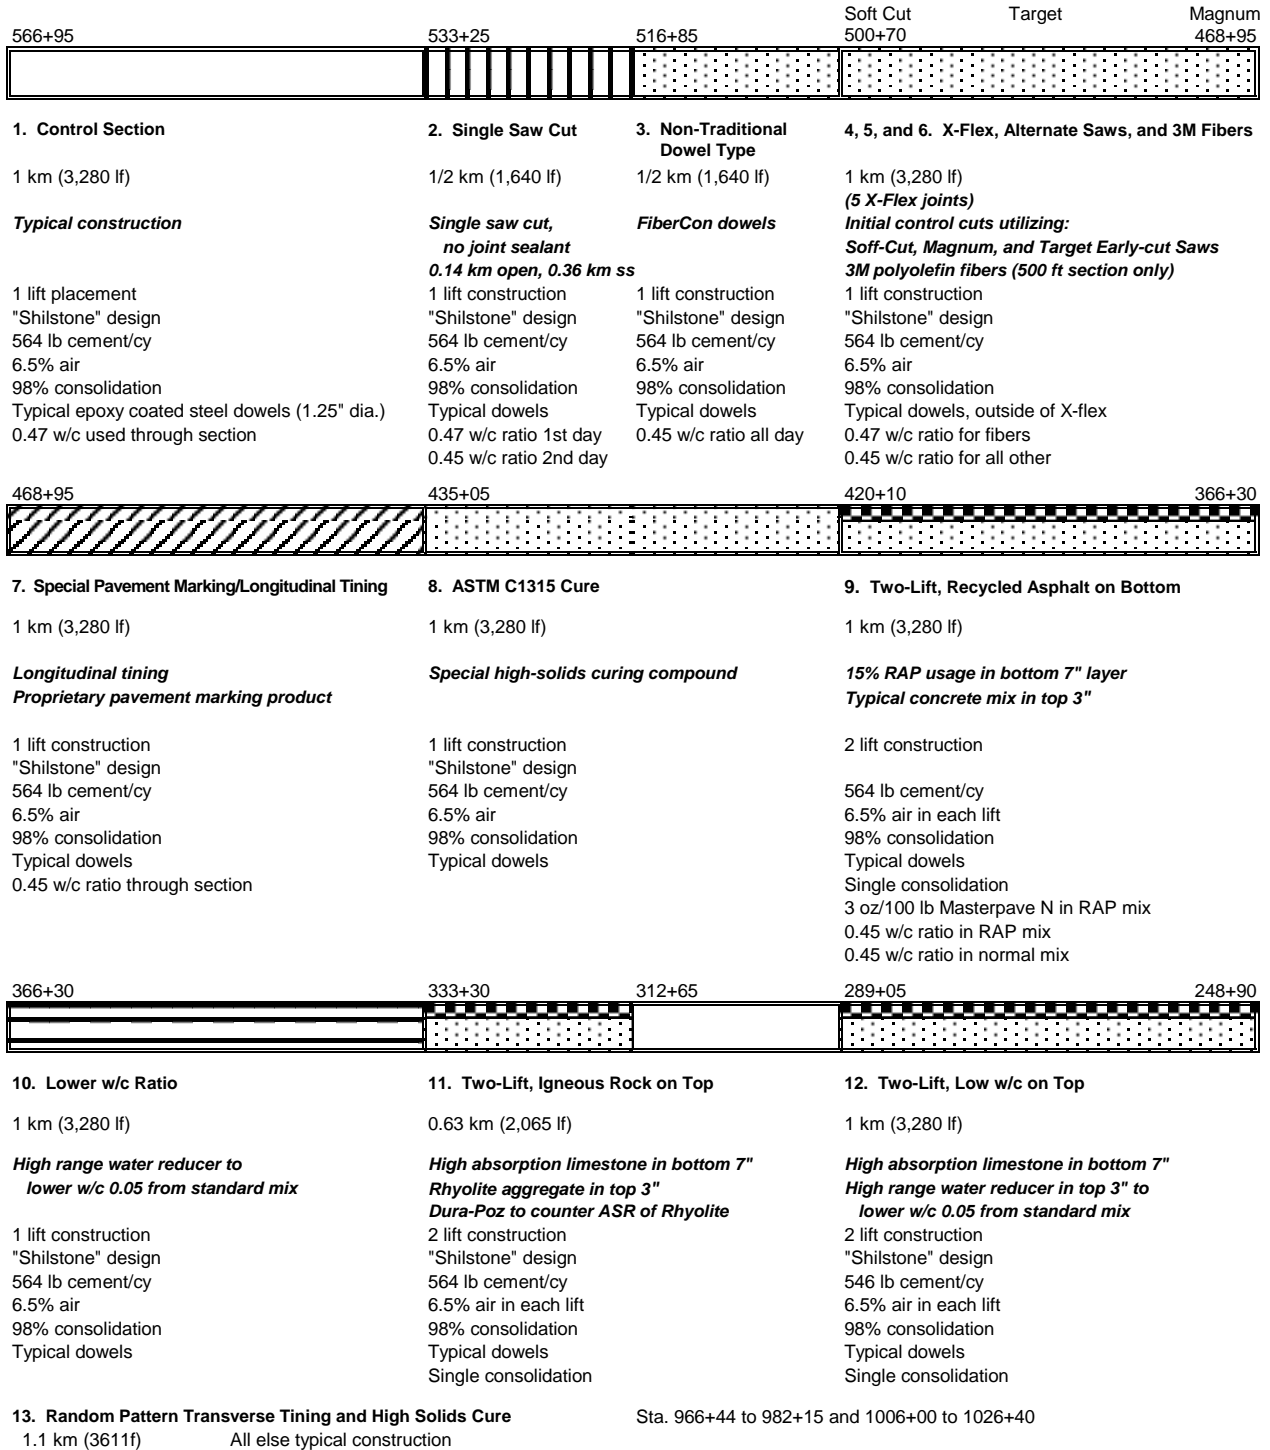 Soft Cut Target Magnum
566+95 533+25 516+85 500+70 468+95
1. Control Section
1 km (3,280 lf)
Typical construction
1 lift placement
"Shilstone" design
564 lb cement/cy
6.5% air
98% consolidation
Typical epoxy coated steel dowels (1.25" dia.)
0.47 w/c used through section
2. Single Saw Cut
1/2 km (1,640 lf)
Single saw cut,
no joint sealant
0.14 km open, 0.36 km ss
1 lift construction
"Shilstone" design
564 lb cement/cy
6.5% air
98% consolidation
Typical dowels
0.47 w/c ratio 1st day
0.45 w/c ratio 2nd day
3. Non-Traditional
Dowel Type
1/2 km (1,640 lf)
FiberCon dowels
1 lift construction
"Shilstone" design
564 lb cement/cy
6.5% air
98% consolidation
Typical dowels
0.45 w/c ratio all day
4, 5, and 6. X-Flex, Alternate Saws, and 3M Fibers
1 km (3,280 lf)
(5 X-Flex joints)
Initial control cuts utilizing:
Soff-Cut, Magnum, and Target Early-cut Saws
3M polyolefin fibers (500 ft section only)
1 lift construction
"Shilstone" design
564 lb cement/cy
6.5% air
98% consolidation
Typical dowels, outside of X-flex
0.47 w/c ratio for fibers
0.45 w/c ratio for all other
468+95 435+05 420+10 366+30
7. Special Pavement Marking/Longitudinal Tining
1 km (3,280 lf)
Longitudinal tining
Proprietary pavement marking product
1 lift construction
"Shilstone" design
564 lb cement/cy
6.5% air
98% consolidation
Typical dowels
0.45 w/c ratio through section
8. ASTM C1315 Cure
1 km (3,280 lf)
Special high-solids curing compound
1 lift construction
"Shilstone" design
564 lb cement/cy
6.5% air
98% consolidation
Typical dowels
9. Two-Lift, Recycled Asphalt on Bottom
1 km (3,280 lf)
15% RAP usage in bottom 7" layer
Typical concrete mix in top 3"
2 lift construction
564 lb cement/cy
6.5% air in each lift
98% consolidation
Typical dowels
Single consolidation
3 oz/100 lb Masterpave N in RAP mix
0.45 w/c ratio in RAP mix
0.45 w/c ratio in normal mix
366+30 333+30 312+65 289+05 248+90
10. Lower w/c Ratio
1 km (3,280 lf)
High range water reducer to
lower w/c 0.05 from standard mix
1 lift construction
"Shilstone" design
564 lb cement/cy
6.5% air
98% consolidation
Typical dowels
11. Two-Lift, Igneous Rock on Top
0.63 km (2,065 lf)
High absorption limestone in bottom 7"
Rhyolite aggregate in top 3"
Dura-Poz to counter ASR of Rhyolite
2 lift construction
"Shilstone" design
564 lb cement/cy
6.5% air in each lift
98% consolidation
Typical dowels
Single consolidation
12. Two-Lift, Low w/c on Top
1 km (3,280 lf)
High absorption limestone in bottom 7"
High range water reducer in top 3" to
lower w/c 0.05 from standard mix
2 lift construction
"Shilstone" design
546 lb cement/cy
6.5% air in each lift
98% consolidation
Typical dowels
Single consolidation
13. Random Pattern Transverse Tining and High Solids Cure Sta. 966+44 to 982+15 and 1006+00 to 1026+40
1.1 km (3611f) All else typical construction